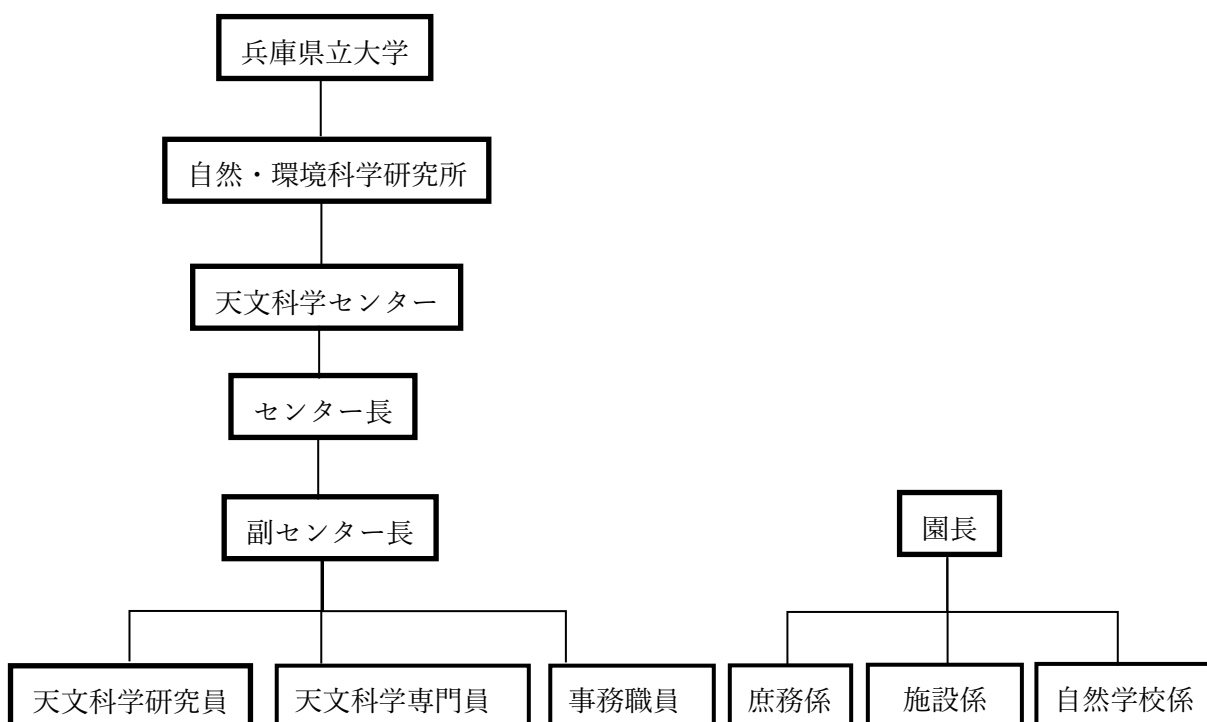 兵庫県立大学
自然・環境科学研究所
天文科学センター
センター長
副センター長
園長
天文科学研究員
天文科学専門員
事務職員
庶務係
施設係
自然学校係